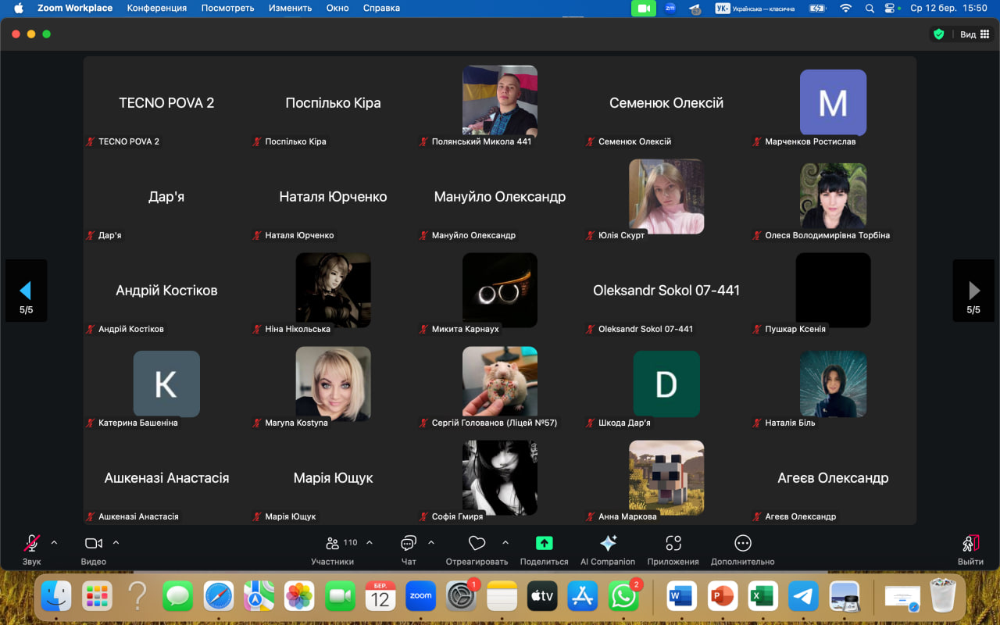 Zoom Workplace Конференция Посмотреть Изменить Окно Справка
zm 57 УК Українська — класична Ср 12 бер. 15:50
Вид
TECNO POVA 2 Поспілько Кіра Семенюк Олексій M
TECNO POVA 2 Поспілько Кіра Полянський Микола 441 Семенюк Олексій Марченков Ростислав
Дар'я Наталя Юрченко Мануйло Олександр
Дар'я Наталя Юрченко Мануйло Олександр Юлія Скурт Олеся Володимирівна Торбіна
Андрій Костіков Oleksandr Sokol 07-441
5/5 5/5
Андрій Костіков Ніна Нікольська Микита Карнаух Oleksandr Sokol 07-441 Пушкар Ксенія
K D
Катерина Башеніна Maryna Kostyna Сергій Голованов (Ліцей №57) Шкода Дар'я Наталія Біль
Ашкеназі Анастасія Марія Ющук Агеєв Олександр
Ашкеназі Анастасія Марія Ющук Софія Гмиря Анна Маркова Агеєв Олександр
110
Звук Видео Участники Чат Отреагировать Поделиться AI Companion Приложения Дополнительно Выйти
БЕР. 1 2
12 zoom tv W P X